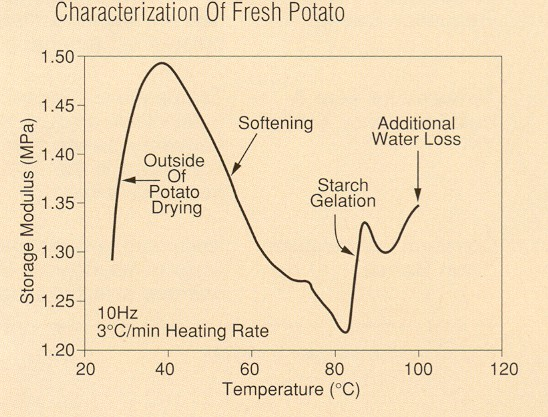 Characterization Of Fresh Potato
Storage Modulus (MPa)
1.50
1.45
1.40
1.35
1.30
1.25
1.20
Outside
Of
Potato
Drying
Softening
Starch
Gelation
Additional
Water Loss
10Hz
3°C/min Heating Rate
20
40
60
80
100
120
Temperature (°C)